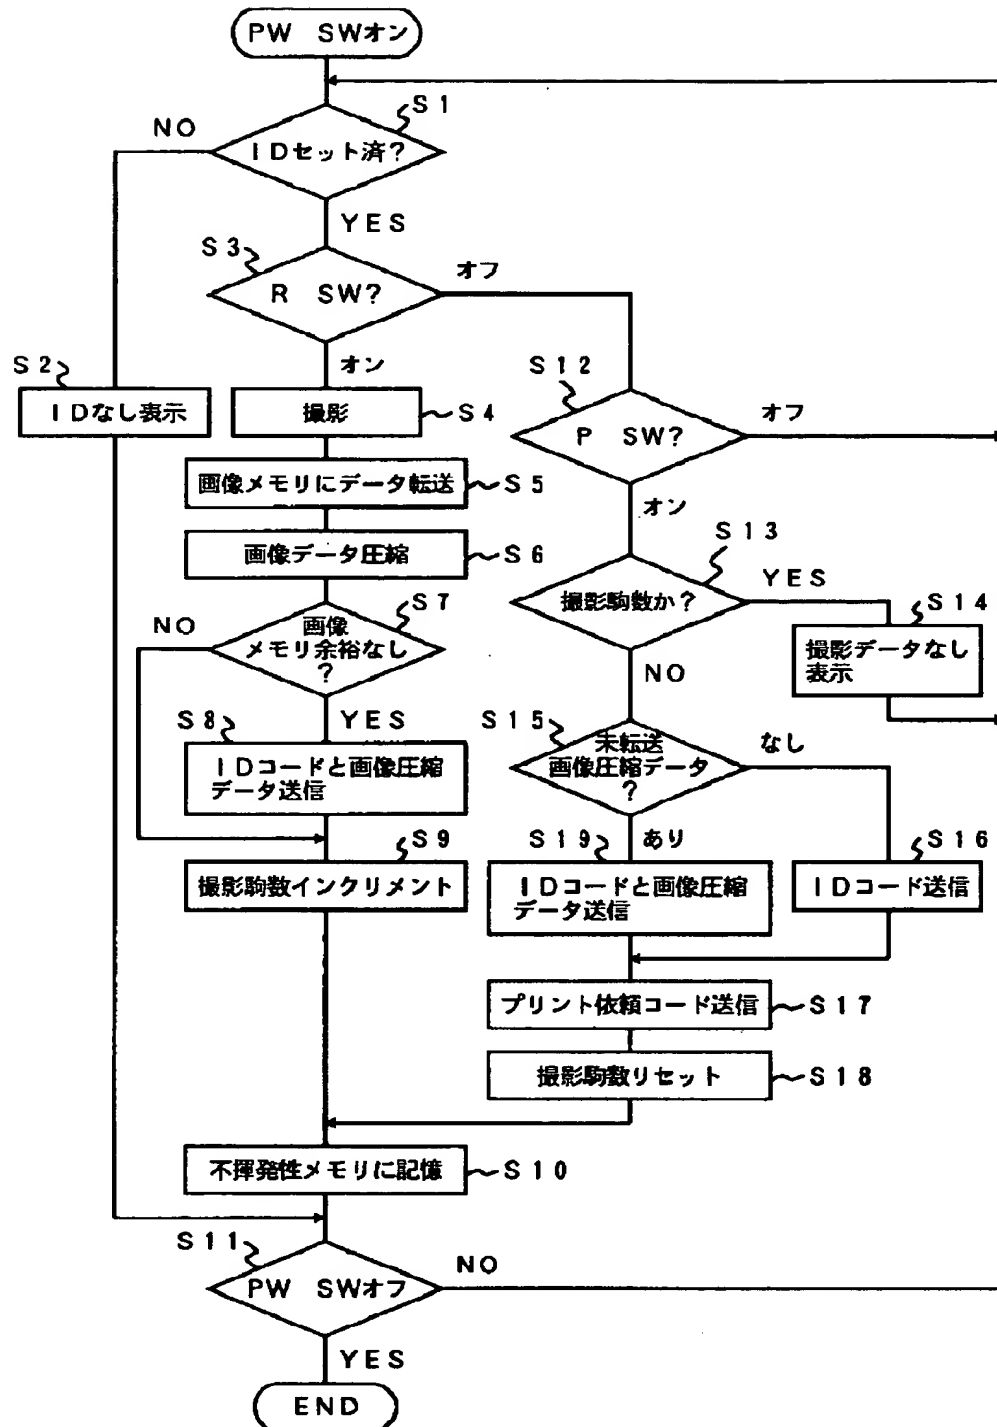 PW SWオン
S1
NO
IDセット済?
YES
S3
オフ
R SW?
S2
オン
S12
IDなし表示
撮影
S4
オフ
P SW?
画像メモリにデータ転送
S5
オン
S13
画像データ圧縮
S6
YES
S7
撮影駒数か?
S14
NO
画像
メモリ余裕なし
?
撮影データなし
表示
NO
S8
YES
S15
未転送
画像圧縮データ
?
なし
IDコードと画像圧縮
データ送信
S9
S19
あり
S16
撮影駒数インクリメント
IDコードと画像圧縮
データ送信
IDコード送信
プリント依頼コード送信
S17
撮影駒数リセット
S18
不揮発性メモリに記憶
S10
S11
NO
PW SWオフ
YES
END